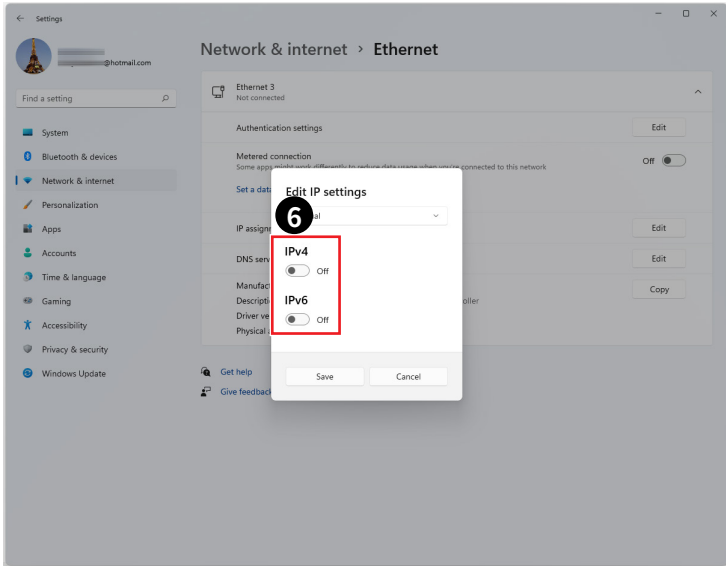 Settings
@hotmail.com
Find a setting
System
Bluetooth & devices
Network & internet
Personalization
Apps
Accounts
Time & language
Gaming
Accessibility
Privacy & security
Windows Update
Network & internet > Ethernet
Ethernet 3
Not connected
Authentication settings
Edit
Metered connection
Some apps might work differently to reduce data usage when you're connected to this network
Off
Set a data
IP assignm
Edit
DNS serv
Edit
Manufact
Copy
Descripti
oller
Driver ve
Physical a
Get help
Give feedback
Edit IP settings
6
IPv4
Off
IPv6
Off
Save
Cancel